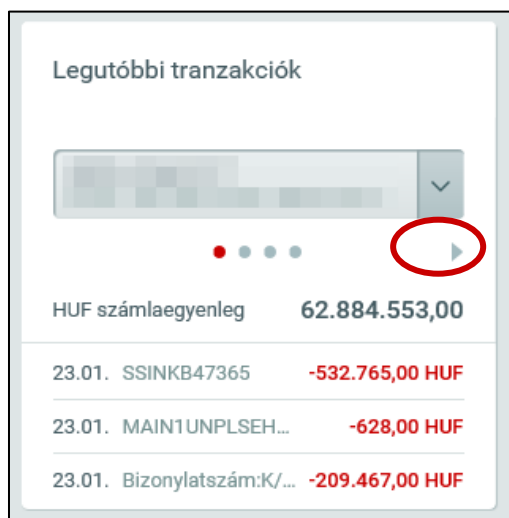 Legutóbbi tranzakciók
HUF számlaegyenleg 62.884.553,00
23.01. SSINKB47365 -532.765,00 HUF
23.01. MAIN1UNPLSEH... -628,00 HUF
23.01. Bizonylatszám:K/... -209.467,00 HUF